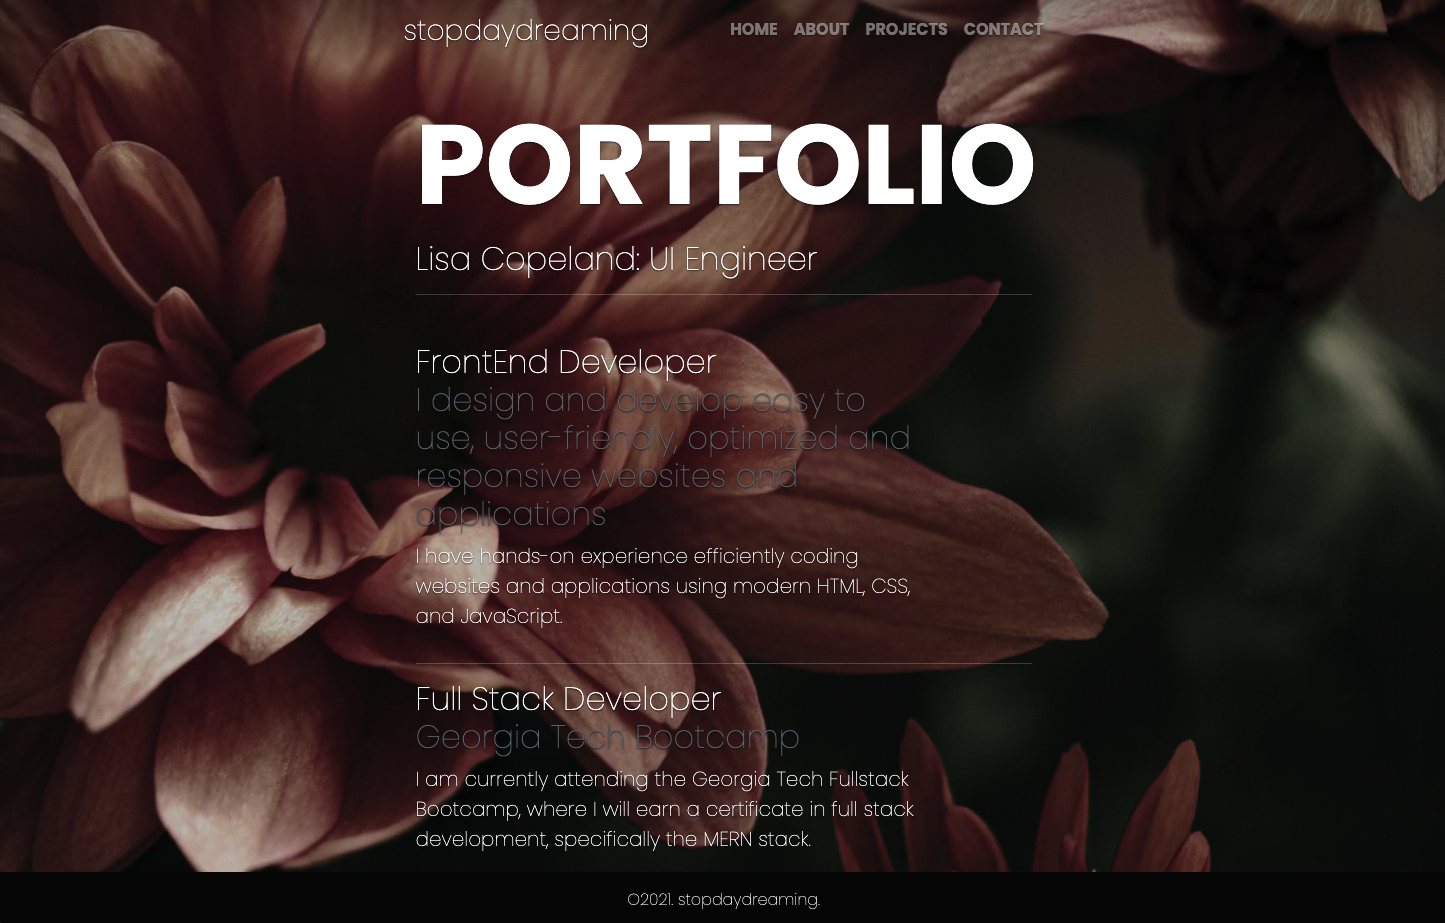 stopdaydreaming
HOME ABOUT PROJECTS CONTACT
PORTFOLIO
Lisa Copeland: UI Engineer
FrontEnd Developer
I design and develop easy to
use, user-friendly, optimized and
responsive websites and
applications
I have hands-on experience efficiently coding
websites and applications using modern HTML, CSS,
and JavaScript.
Full Stack Developer
Georgia Tech Bootcamp
I am currently attending the Georgia Tech Fullstack
Bootcamp, where I will earn a certificate in full stack
development, specifically the MERN stack.
©2021. stopdaydreaming.